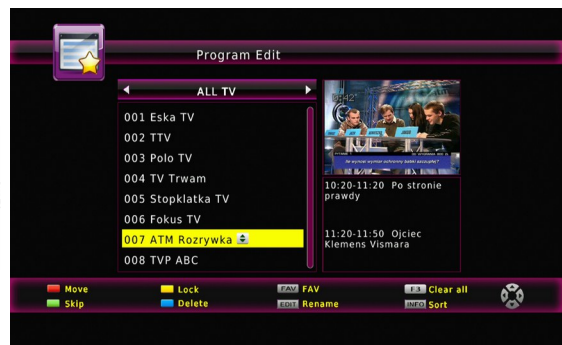 Program Edit
ALL TV
001 Eska TV
002 TTV
003 Polo TV
004 TV Trwam
005 Stopklatka TV
006 Fokus TV
007 ATM Rozrywka
008 TVP ABC
10:20-11:20 Po stronie
prawdy
11:20-11:50 Ojciec
Klemens Vismara
Move
Lock
FAV FAV
F3 Clear all
Skip
Delete
EDIT Rename
INFO Sort